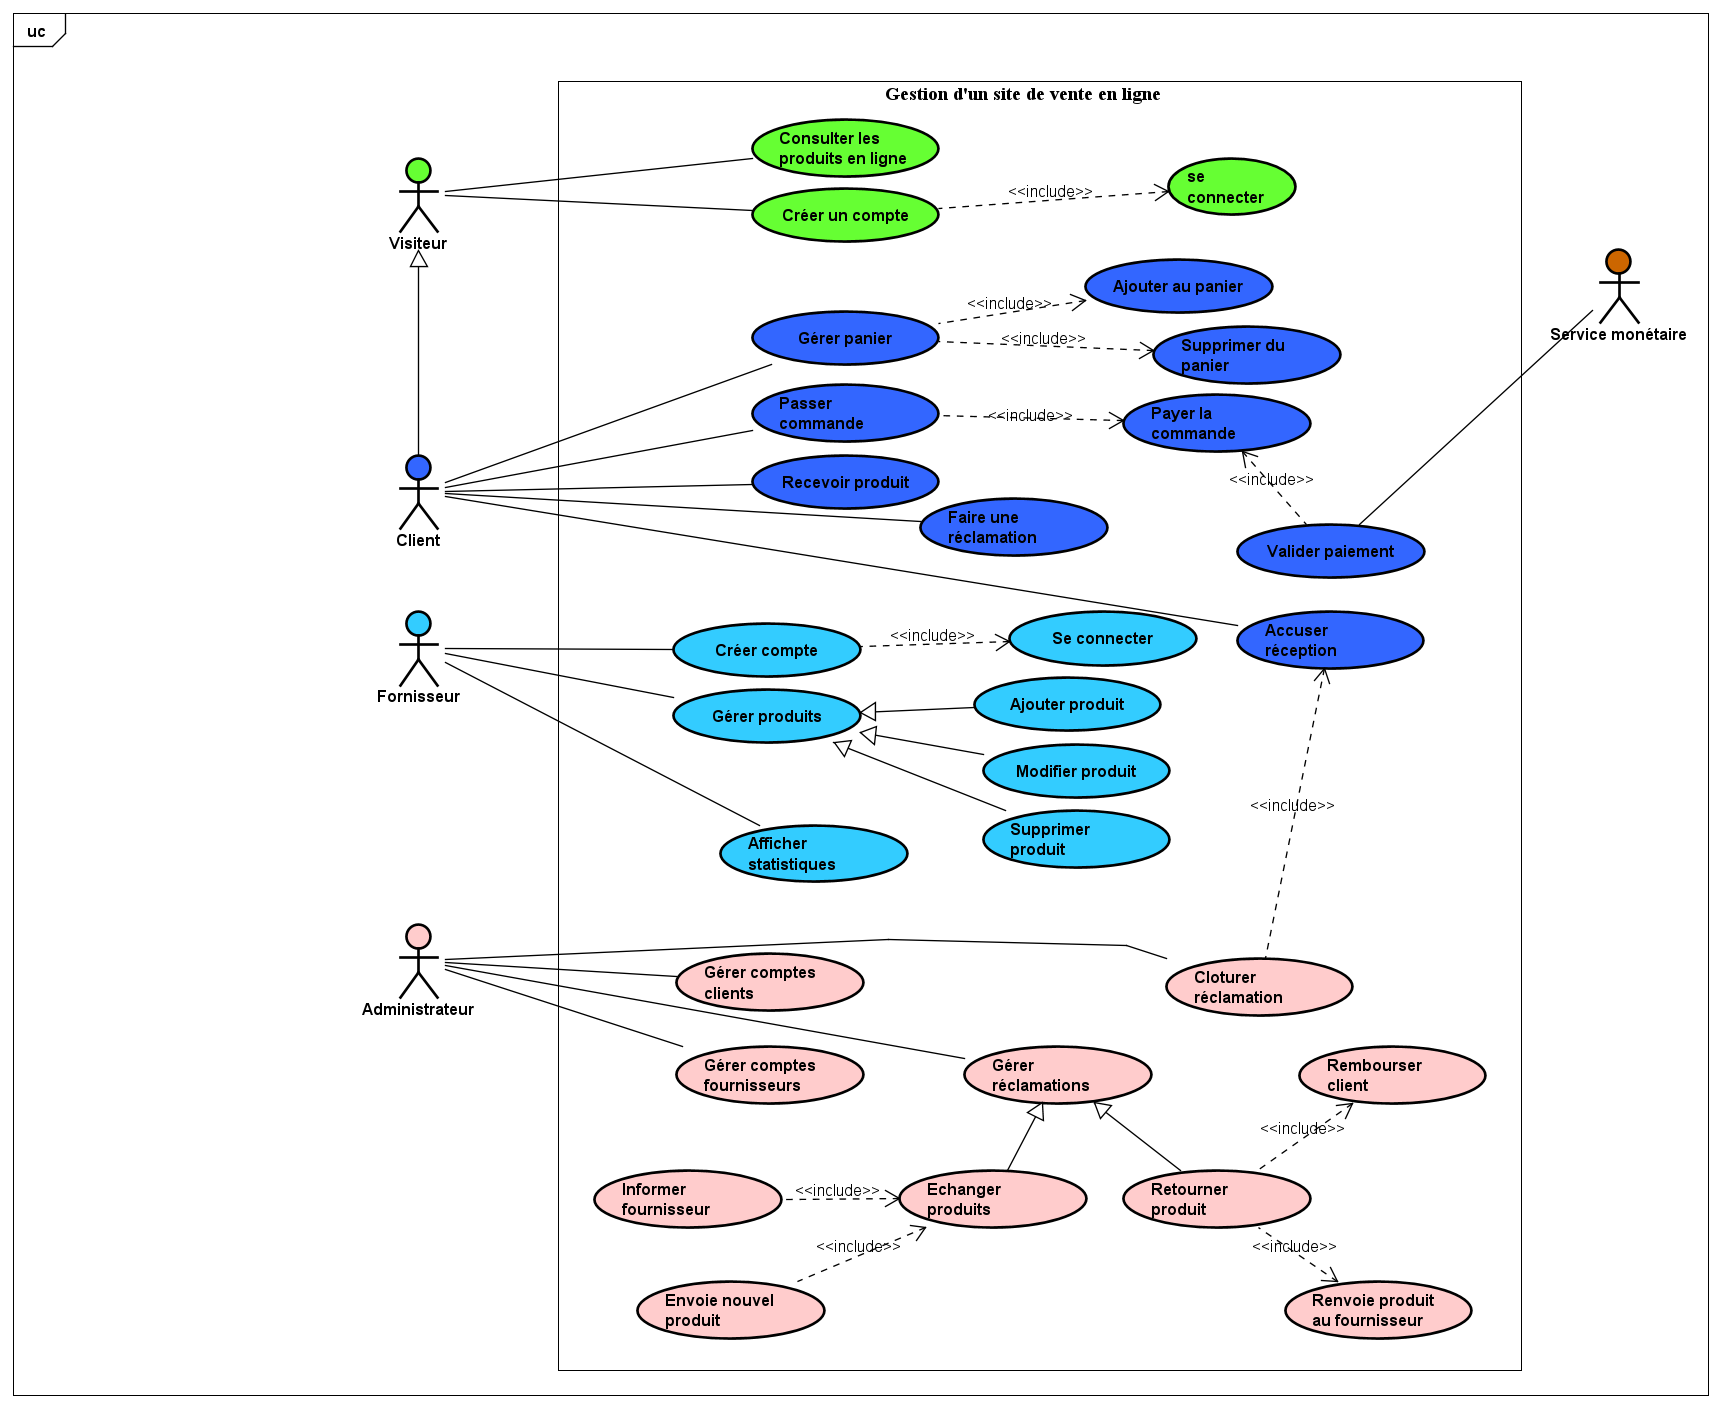 uc
Gestion d'un site de vente en ligne
Consulter les
produits en ligne
se
connecter
<<include>>
Créer un compte
Visiteur
Ajouter au panier
<<include>>
Gérer panier
<<include>>
Supprimer du
panier
Service monétaire
Passer
commande
<<include>>
Payer la
commande
Recevoir produit
<<include>>
Faire une
réclamation
Client
Valider paiement
Créer compte
<<include>>
Se connecter
Accuser
réception
Fornisseur
Gérer produits
Ajouter produit
Modifier produit
<<include>>
Supprimer
produit
Afficher
statistiques
Administrateur
Gérer comptes
clients
Cloturer
réclamation
Gérer comptes
fournisseurs
Gérer
réclamations
Rembourser
client
<<include>>
Informer
fournisseur
<<include>>
Echanger
produits
Retourner
produit
<<include>>
<<include>>
Envoie nouvel
produit
Renvoie produit
au fournisseur